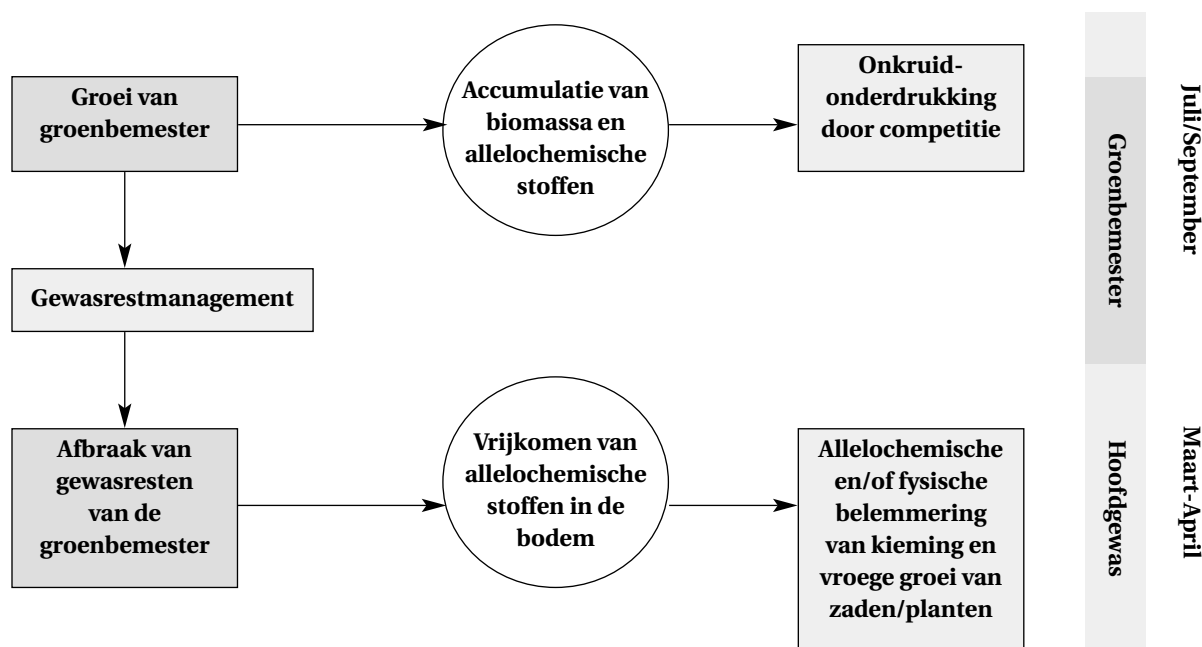 Groei van
groenbemester
Accumulatie van
biomassa en
allelochemische
stoffen
Onkruid-
onderdrukking
door competitie
Gewasrestmanagement
Afbraak van
gewasresten
van de
groenbemester
Vrijkomen van
allelochemische
stoffen in de
bodem
Allelochemische
en/of fysische
belemmering
van kieming en
vroege groei van
zaden/planten
Groenbemester
Hoofdgewas
Juli/September
Maart-April